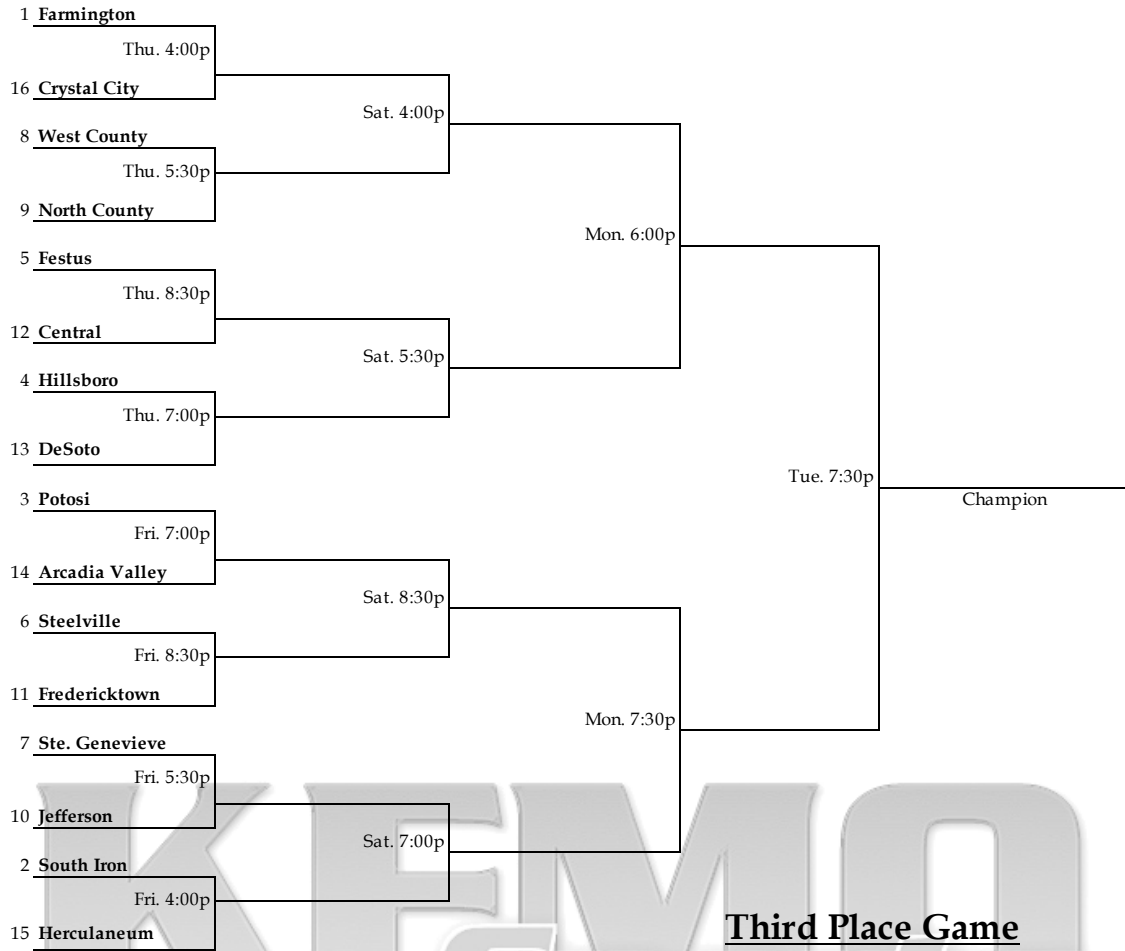 1 Farmington
Thu. 4:00p
16 Crystal City
Sat. 4:00p
8 West County
Thu. 5:30p
9 North County
Mon. 6:00p
5 Festus
Thu. 8:30p
12 Central
Sat. 5:30p
4 Hillsboro
Thu. 7:00p
13 DeSoto
Tue. 7:30p
Champion
3 Potosi
Fri. 7:00p
14 Arcadia Valley
Sat. 8:30p
6 Steelville
Fri. 8:30p
11 Fredericktown
Mon. 7:30p
7 Ste. Genevieve
Fri. 5:30p
10 Jefferson
Sat. 7:00p
2 South Iron
Fri. 4:00p
15 Herculaneum
KFMO
Third Place Game